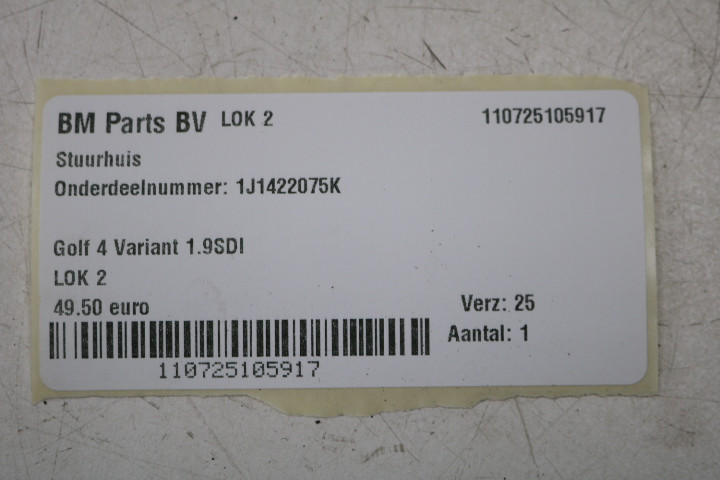 BM Parts BV LOK 2 110725105917
Stuurhuis
Onderdeelnummer: 1J1422075K
Golf 4 Variant 1.9SDI
LOK 2
49.50 euro Verz: 25
Aantal: 1
110725105917